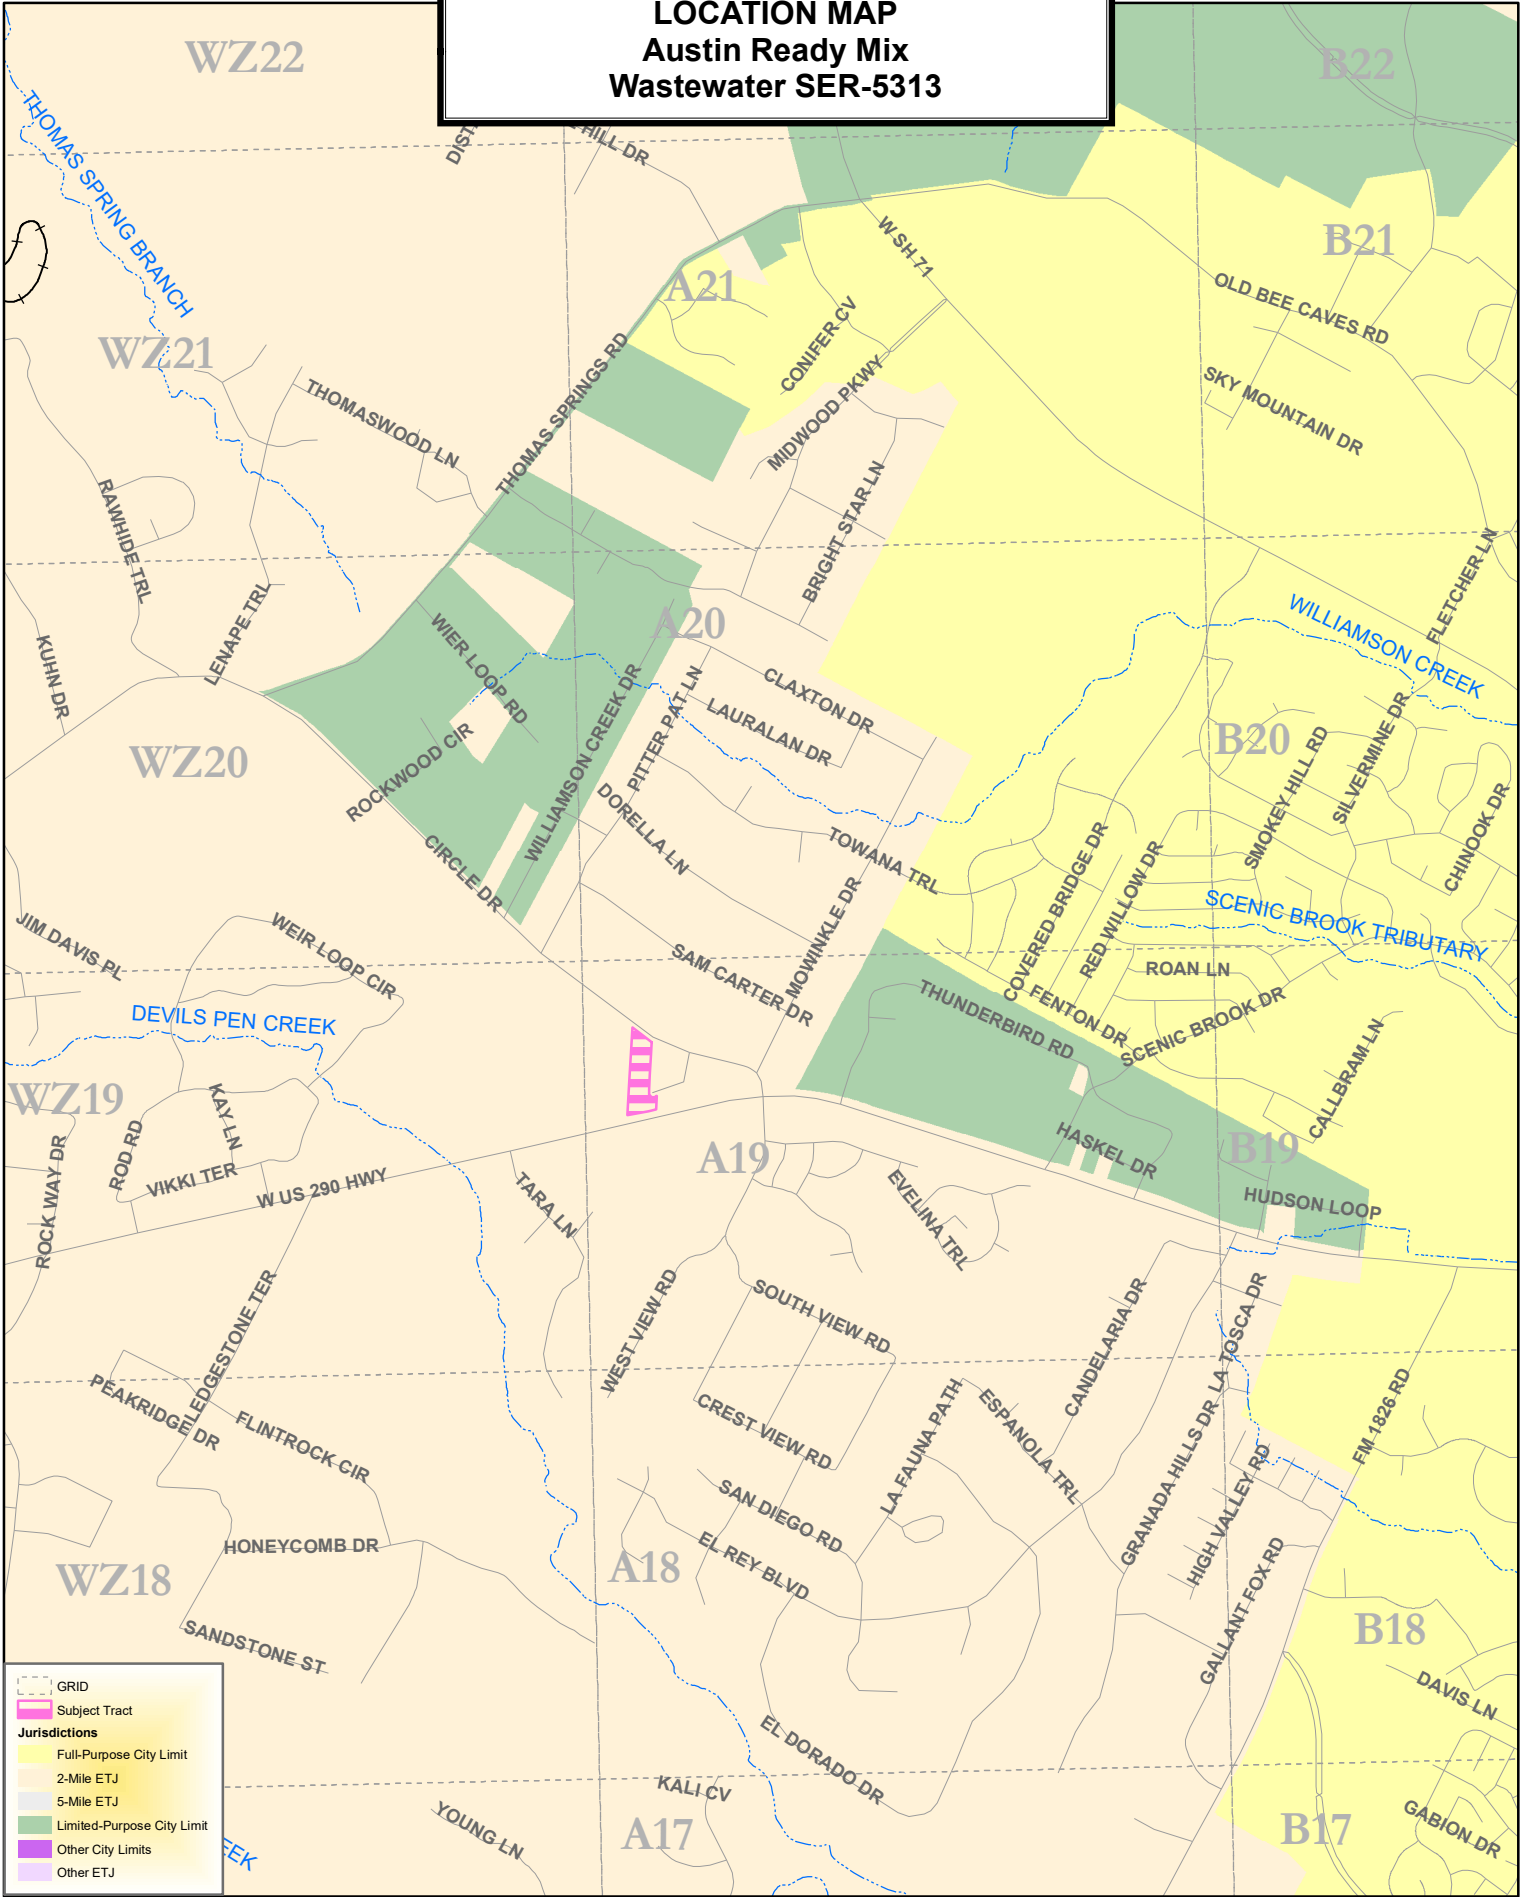 LOCATION MAP
Austin Ready Mix
Wastewater SER-5313
WZ22
B22
HILL DR
THOMAS SPRING BRANCH
W SH 71
B21
A21
OLD BEE CAVES RD
CONIFER CV
WZ21
THOMAS SPRINGS RD
MIDWOOD PKWY
SKY MOUNTAIN DR
THOMASWOOD LN
BRIGHT STAR LN
RAWHIDE TRL
FLETCHER LN
LENAPE TRL
WILLIAMSON CREEK
A20
WIER LOOP RD
KUHN DR
CLAXTON DR
LAURALAN DR
PITTER PAT LN
WILLIAMSON CREEK DR
B20
SILVERMINE DR
SMOKEY HILL RD
WZ20
ROCKWOOD CIR
DORELLA LN
CHINOOK DR
CIRCLE DR
TOWANA TRL
COVERED BRIDGE DR
RED WILLOW DR
SCENIC BROOK TRIBUTARY
MOWINKLE DR
JIM DAVIS PL
WEIR LOOP CIR
SAM CARTER DR
ROAN LN
THUNDERBIRD RD
FENTON DR
SCENIC BROOK DR
DEVILS PEN CREEK
CALLBRAM LN
WZ19
KAY LN
ROD RD
ROCK WAY DR
VIKKI TER
W US 290 HWY
A19
HASKEL DR
B19
HUDSON LOOP
TARA LN
EVELINA TRL
LEDGESTONE TER
WEST VIEW RD
SOUTH VIEW RD
CANDELARIA DR
LA TOSCA DR
PEAKRIDGE DR
FLINTROCK CIR
CREST VIEW RD
LA FAUNA PATH
ESPANOLA TRL
GRANADA HILLS DR
FM 1826 RD
HIGH VALLEY RD
SAN DIEGO RD
HONEYCOMB DR
EL REY BLVD
WZ18
A18
GALLANT FOX RD
B18
SANDSTONE ST
DAVIS LN
EL DORADO DR
KALI CV
YOUNG LN
A17
B17
GABION DR
GRID
Subject Tract
Jurisdictions
Full-Purpose City Limit
2-Mile ETJ
5-Mile ETJ
Limited-Purpose City Limit
Other City Limits
Other ETJ